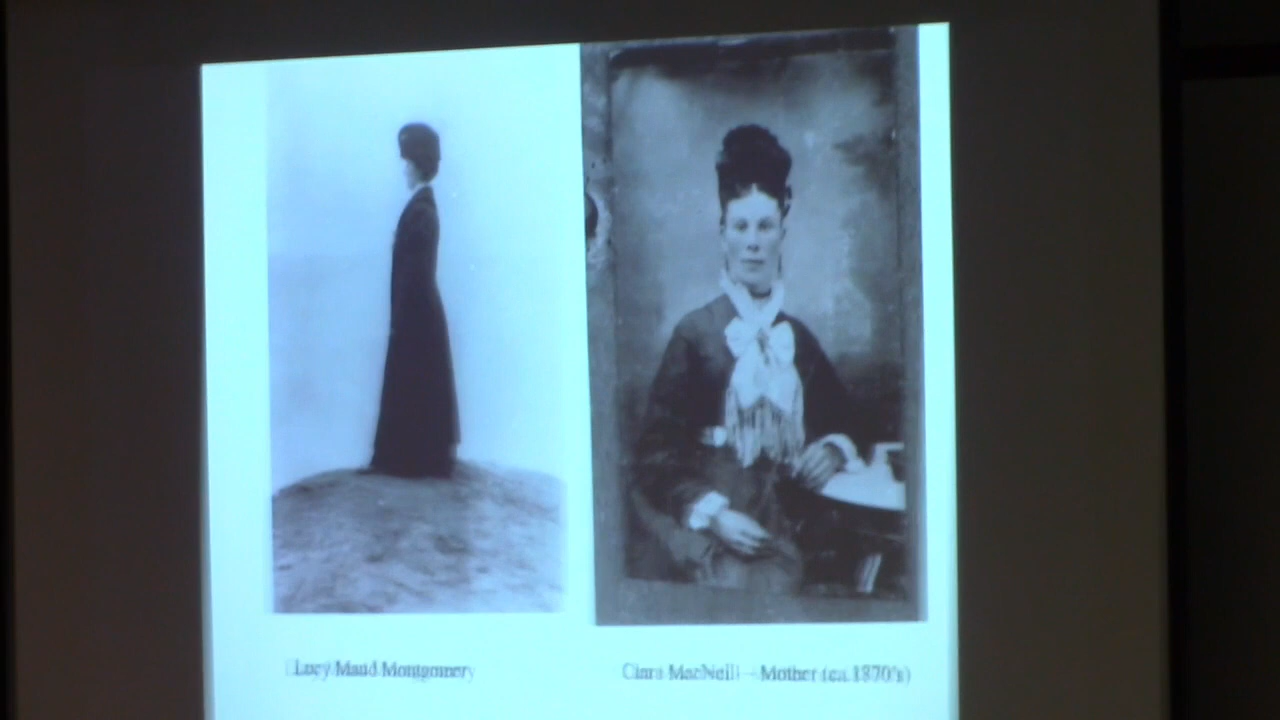 Lucy Maud Montgomery
Clara MacNeill – Mother (ca.1870's)